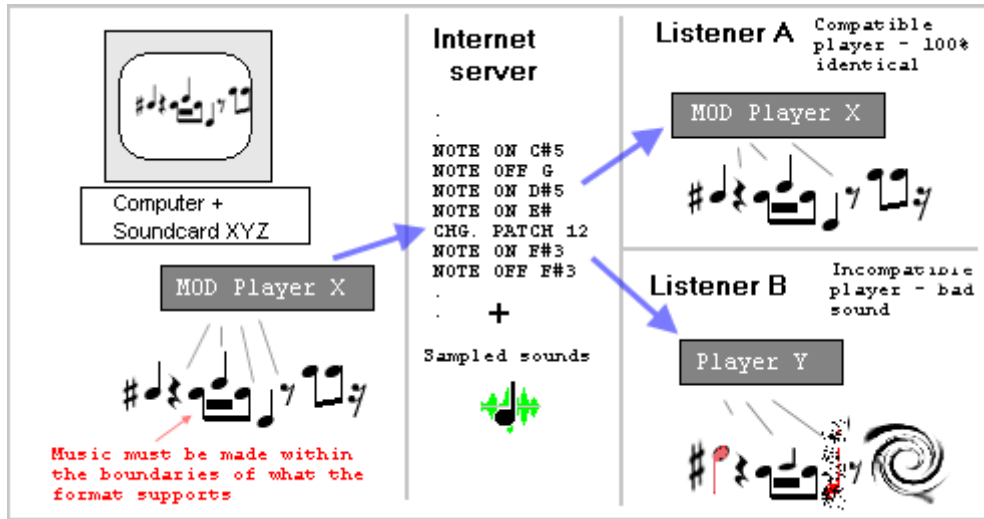 Computer +
Soundcard XYZ
MOD Player X
Music must be made within
the boundaries of what the
format supports
Internet
server
.
.
NOTE ON C#5
NOTE OFF G
NOTE ON D#5
NOTE ON E#
CHG. PATCH 12
NOTE ON F#3
NOTE OFF F#3
.
.
+
Sampled sounds
Listener A
Compatible
player - 100%
identical
MOD Player X
Listener B
Incompatible
player - bad
sound
Player Y